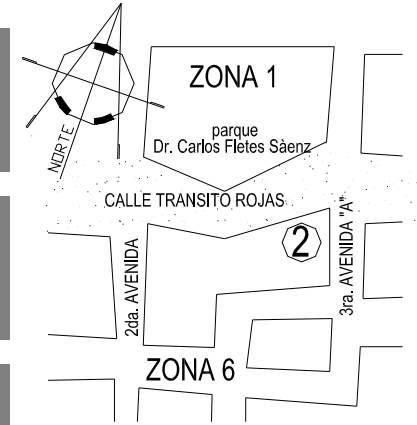 ZONA 1
parque
Dr. Carlos Fletes Sàenz
NORTE
CALLE TRANSITO ROJAS
2
2da. AVENIDA
3ra. AVENIDA "A"
ZONA 6